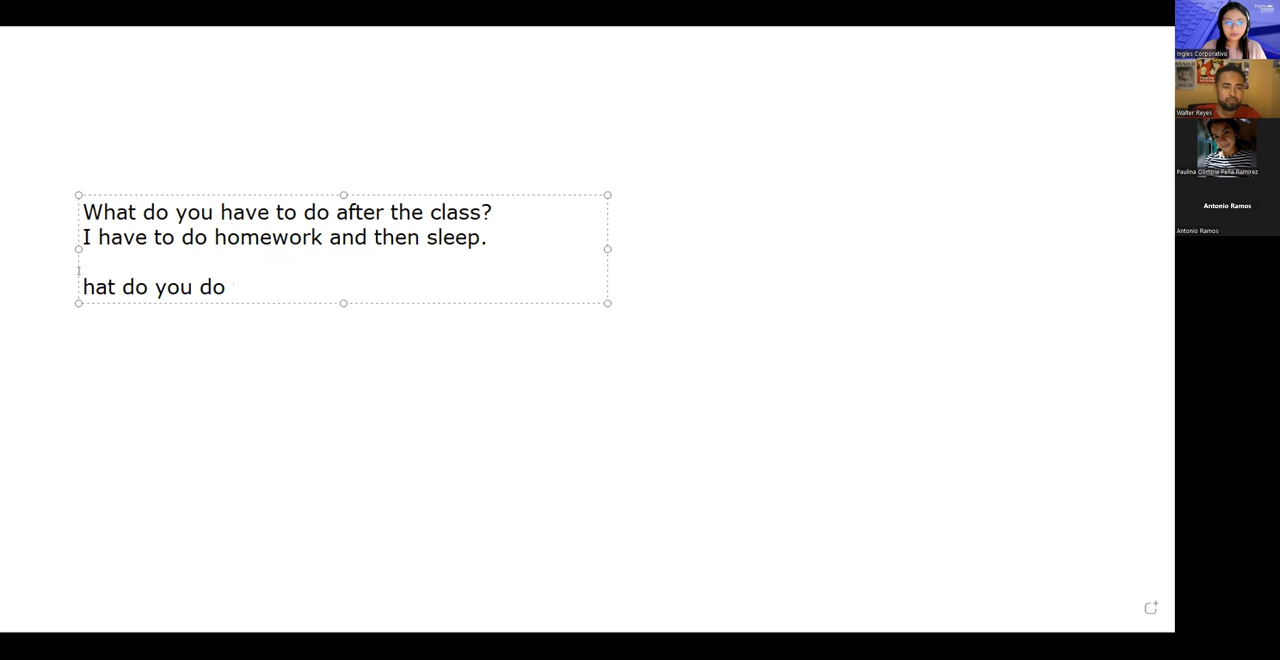 What do you have to do after the class?
I have to do homework and then sleep.
hat do you do
Ingles Corporativo
Walter Reyes
Paulina Olimpia Peña Ramirez
Antonio Ramos
Antonio Ramos